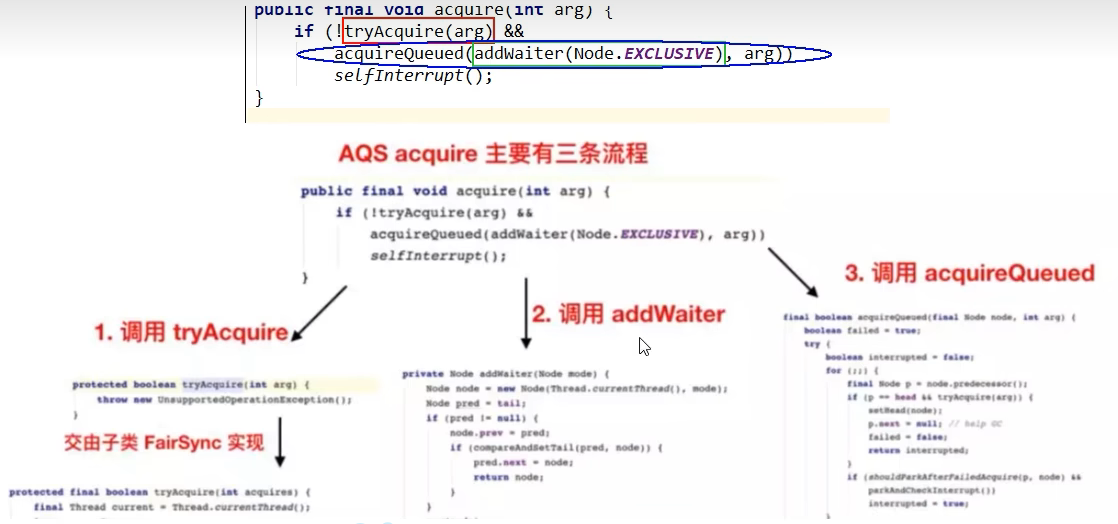 public final void acquire(int arg) {
if (!tryAcquire(arg) &&
acquireQueued(addWaiter(Node.EXCLUSIVE), arg))
selfInterrupt();
}
AQS acquire 主要有三条流程
public final void acquire(int arg) {
if (!tryAcquire(arg) &&
acquireQueued(addWaiter(Node.EXCLUSIVE), arg))
selfInterrupt();
}
1. 调用 tryAcquire
protected boolean tryAcquire(int arg) {
throw new UnsupportedOperationException();
}
交由子类 FairSync 实现
protected final boolean tryAcquire(int acquires) {
final Thread current = Thread.currentThread();
2. 调用 addWaiter
private Node addWaiter(Node mode) {
Node node = new Node(Thread.currentThread(), mode);
Node pred = tail;
if (pred != null) {
node.prev = pred;
if (compareAndSetTail(pred, node)) {
pred.next = node;
return node;
}
}
3. 调用 acquireQueued
final boolean acquireQueued(final Node node, int arg) {
boolean failed = true;
try {
boolean interrupted = false;
for (;;) {
final Node p = node.predecessor();
if (p == head && tryAcquire(arg)) {
setHead(node);
p.next = null; // help GC
failed = false;
return interrupted;
}
if (shouldParkAfterFailedAcquire(p, node) &&
parkAndCheckInterrupt())
interrupted = true;
}